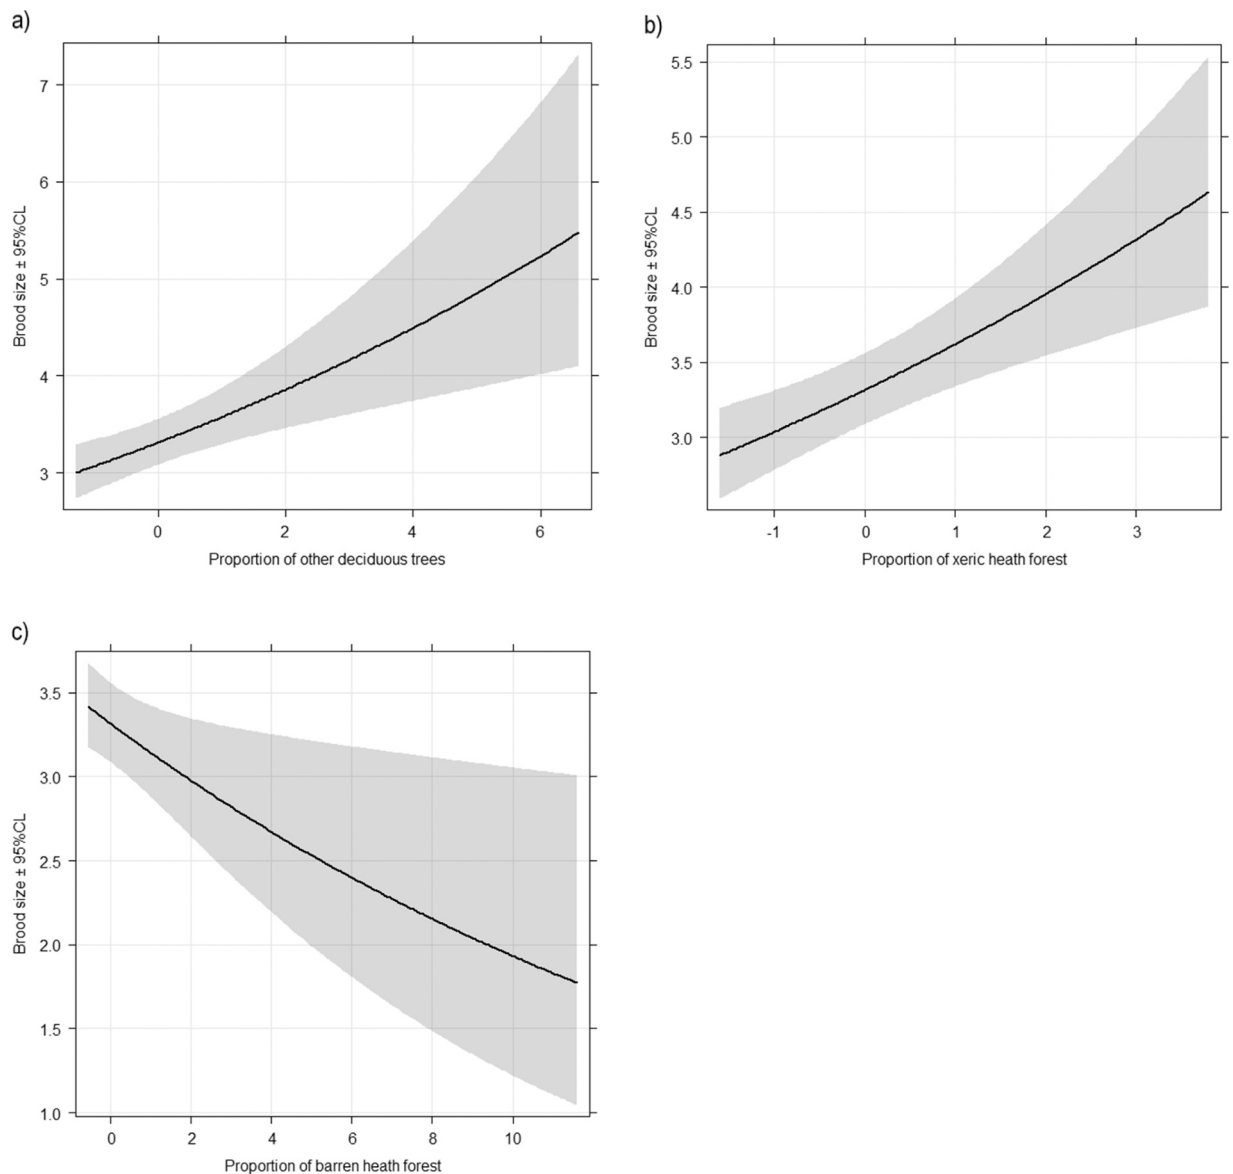 a)
7
6
5
4
3
Brood size ± 95%CL
0 2 4 6
Proportion of other deciduous trees
b)
5.5
5.0
4.5
4.0
3.5
3.0
Brood size ± 95%CL
-1 0 1 2 3
Proportion of xeric heath forest
c)
3.5
3.0
2.5
2.0
1.5
1.0
Brood size ± 95%CL
0 2 4 6 8 10
Proportion of barren heath forest